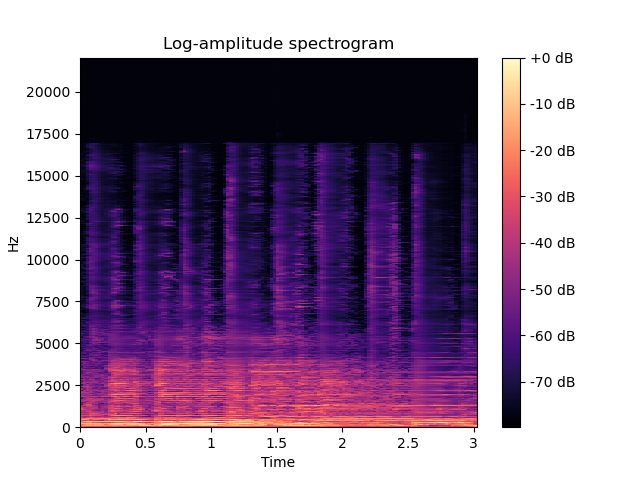 Log-amplitude spectrogram
Hz
20000
17500
15000
12500
10000
7500
5000
2500
0
0 0.5 1 1.5 2 2.5 3
Time
+0 dB
-10 dB
-20 dB
-30 dB
-40 dB
-50 dB
-60 dB
-70 dB